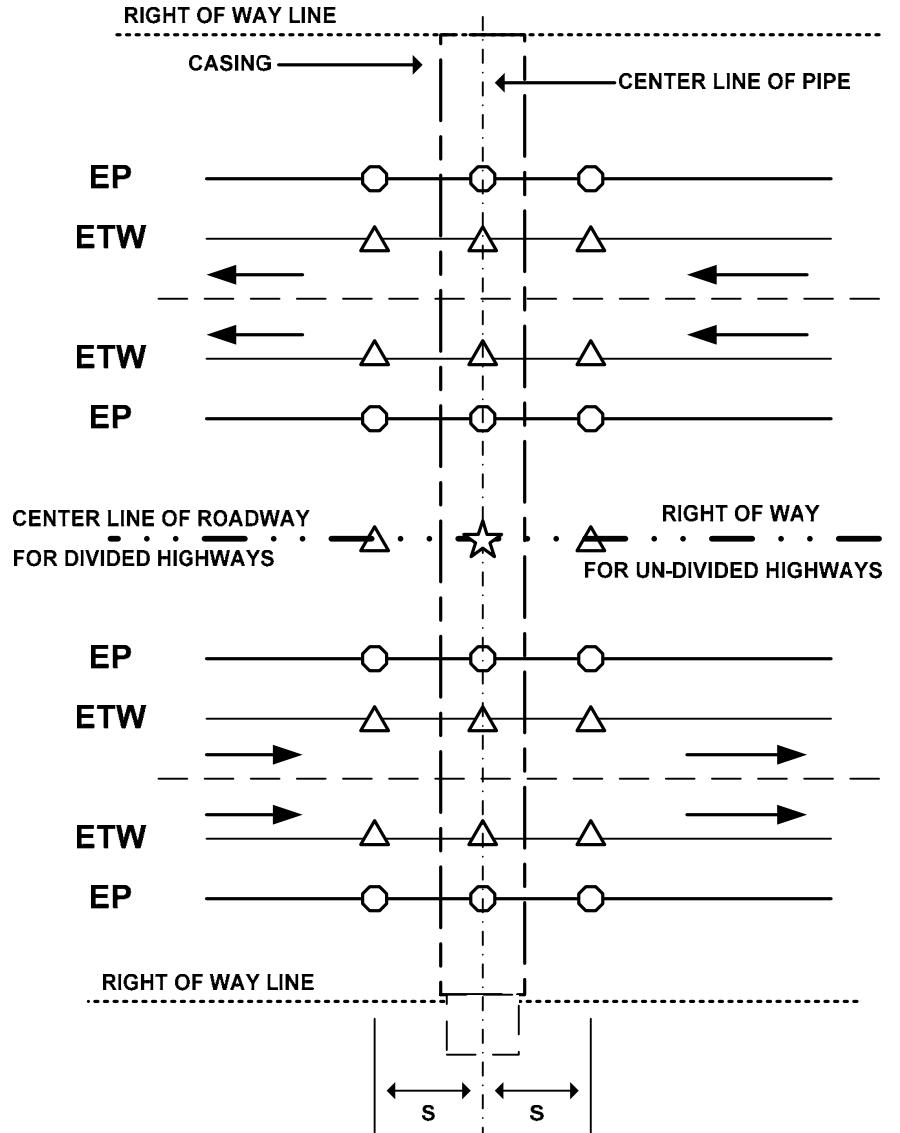 RIGHT OF WAY LINE
CASING
CENTER LINE OF PIPE
EP
ETW
ETW
EP
CENTER LINE OF ROADWAY
FOR DIVIDED HIGHWAYS
RIGHT OF WAY
FOR UN-DIVIDED HIGHWAYS
EP
ETW
ETW
EP
RIGHT OF WAY LINE
S
S